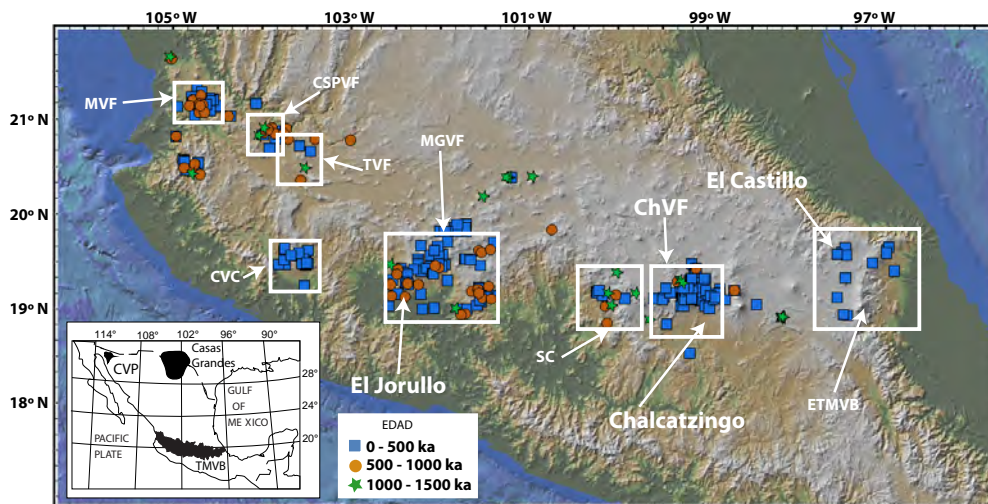 105°W 103°W 101°W 99°W 97°W
21° N
20° N
19° N
18° N
MVF
CSPVF
TVF
MGVF
El Castillo
ChVF
CVC
SC
El Jorullo
Chalcatzingo
ETMVB
114° 108° 102° 96° 90°
Casas
Grandes
CVP
28°
24°
20°
GULF
OF
ME XICO
PACIFIC
PLATE
TMVB
EDAD
0 - 500 ka
500 - 1000 ka
1000 - 1500 ka